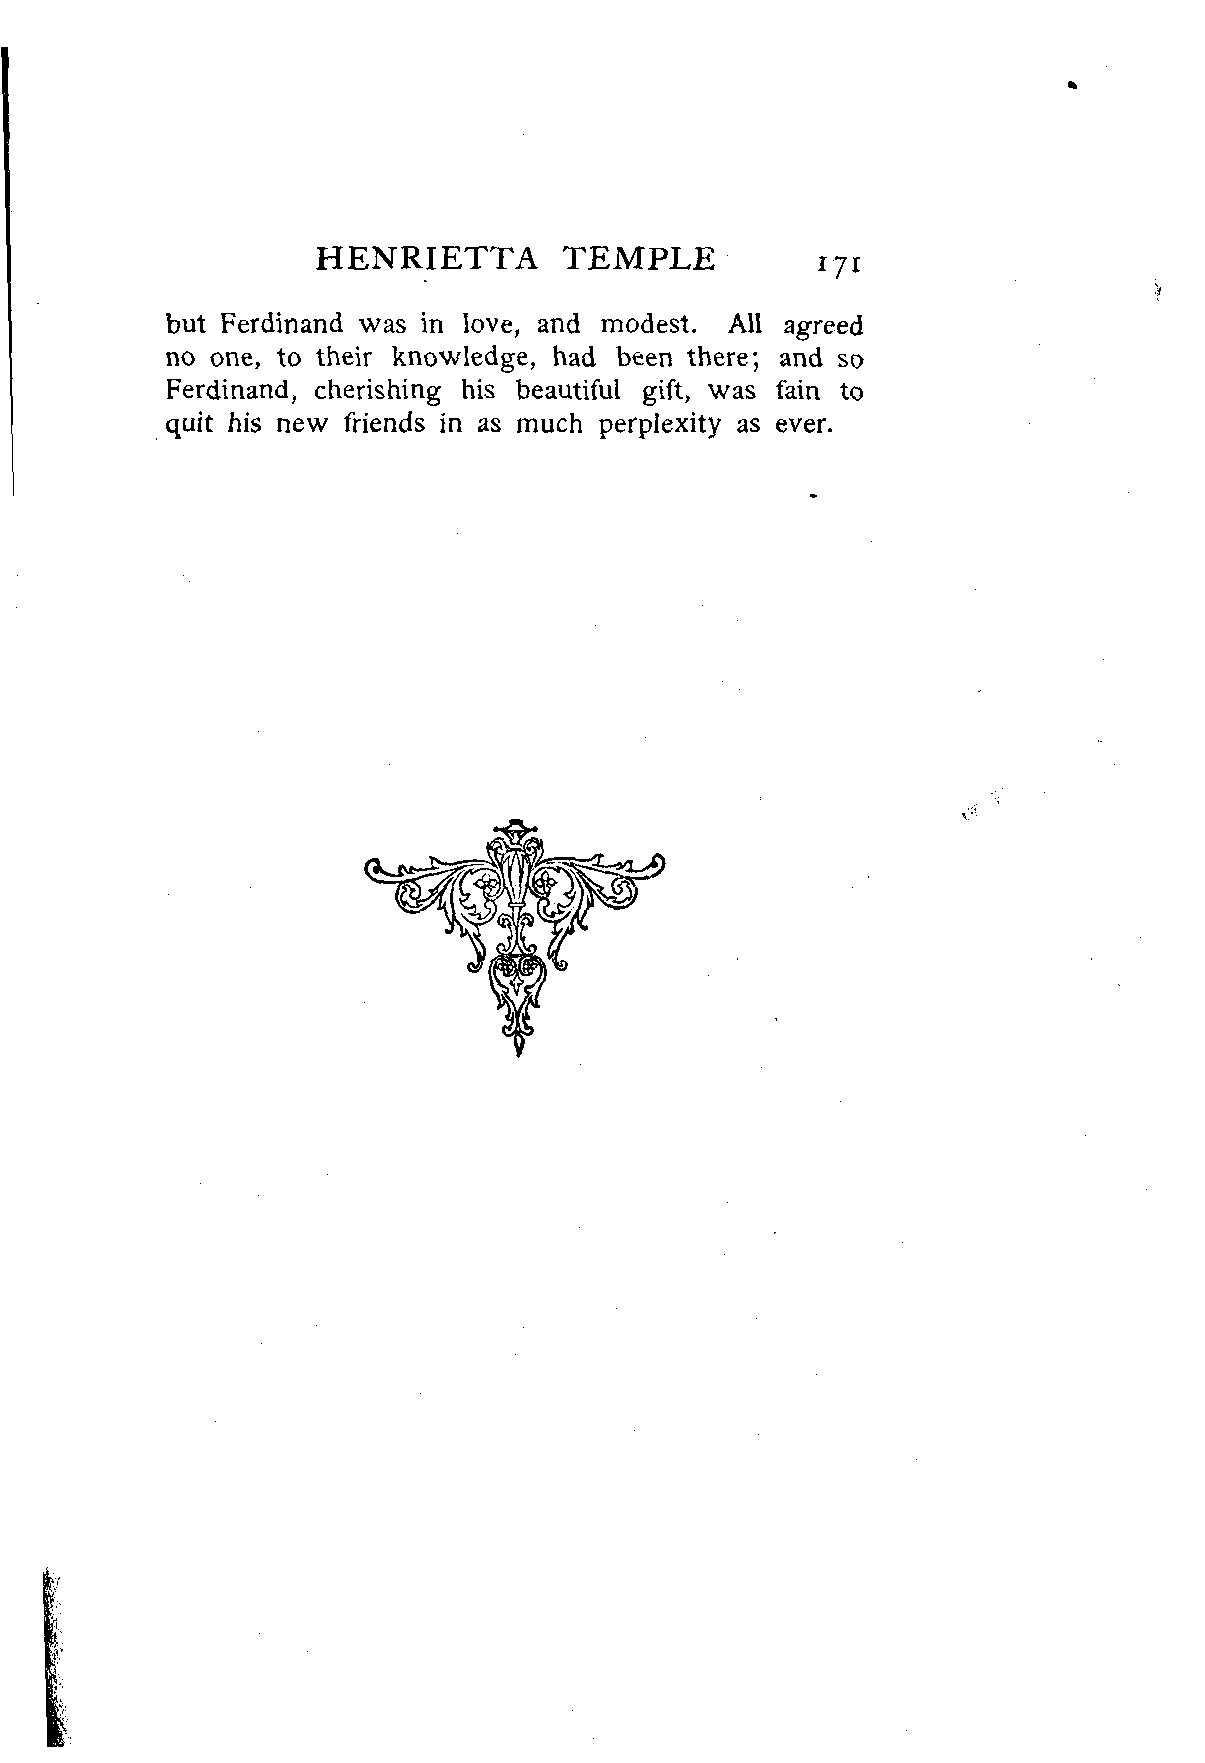 HENRIETTA TEMPLE 171
but Ferdinand was in love, and modest. All agreed
no one, to their knowledge, had been there; and so
Ferdinand, cherishing his beautiful gift, was fain to
quit his new friends in as much perplexity as ever.